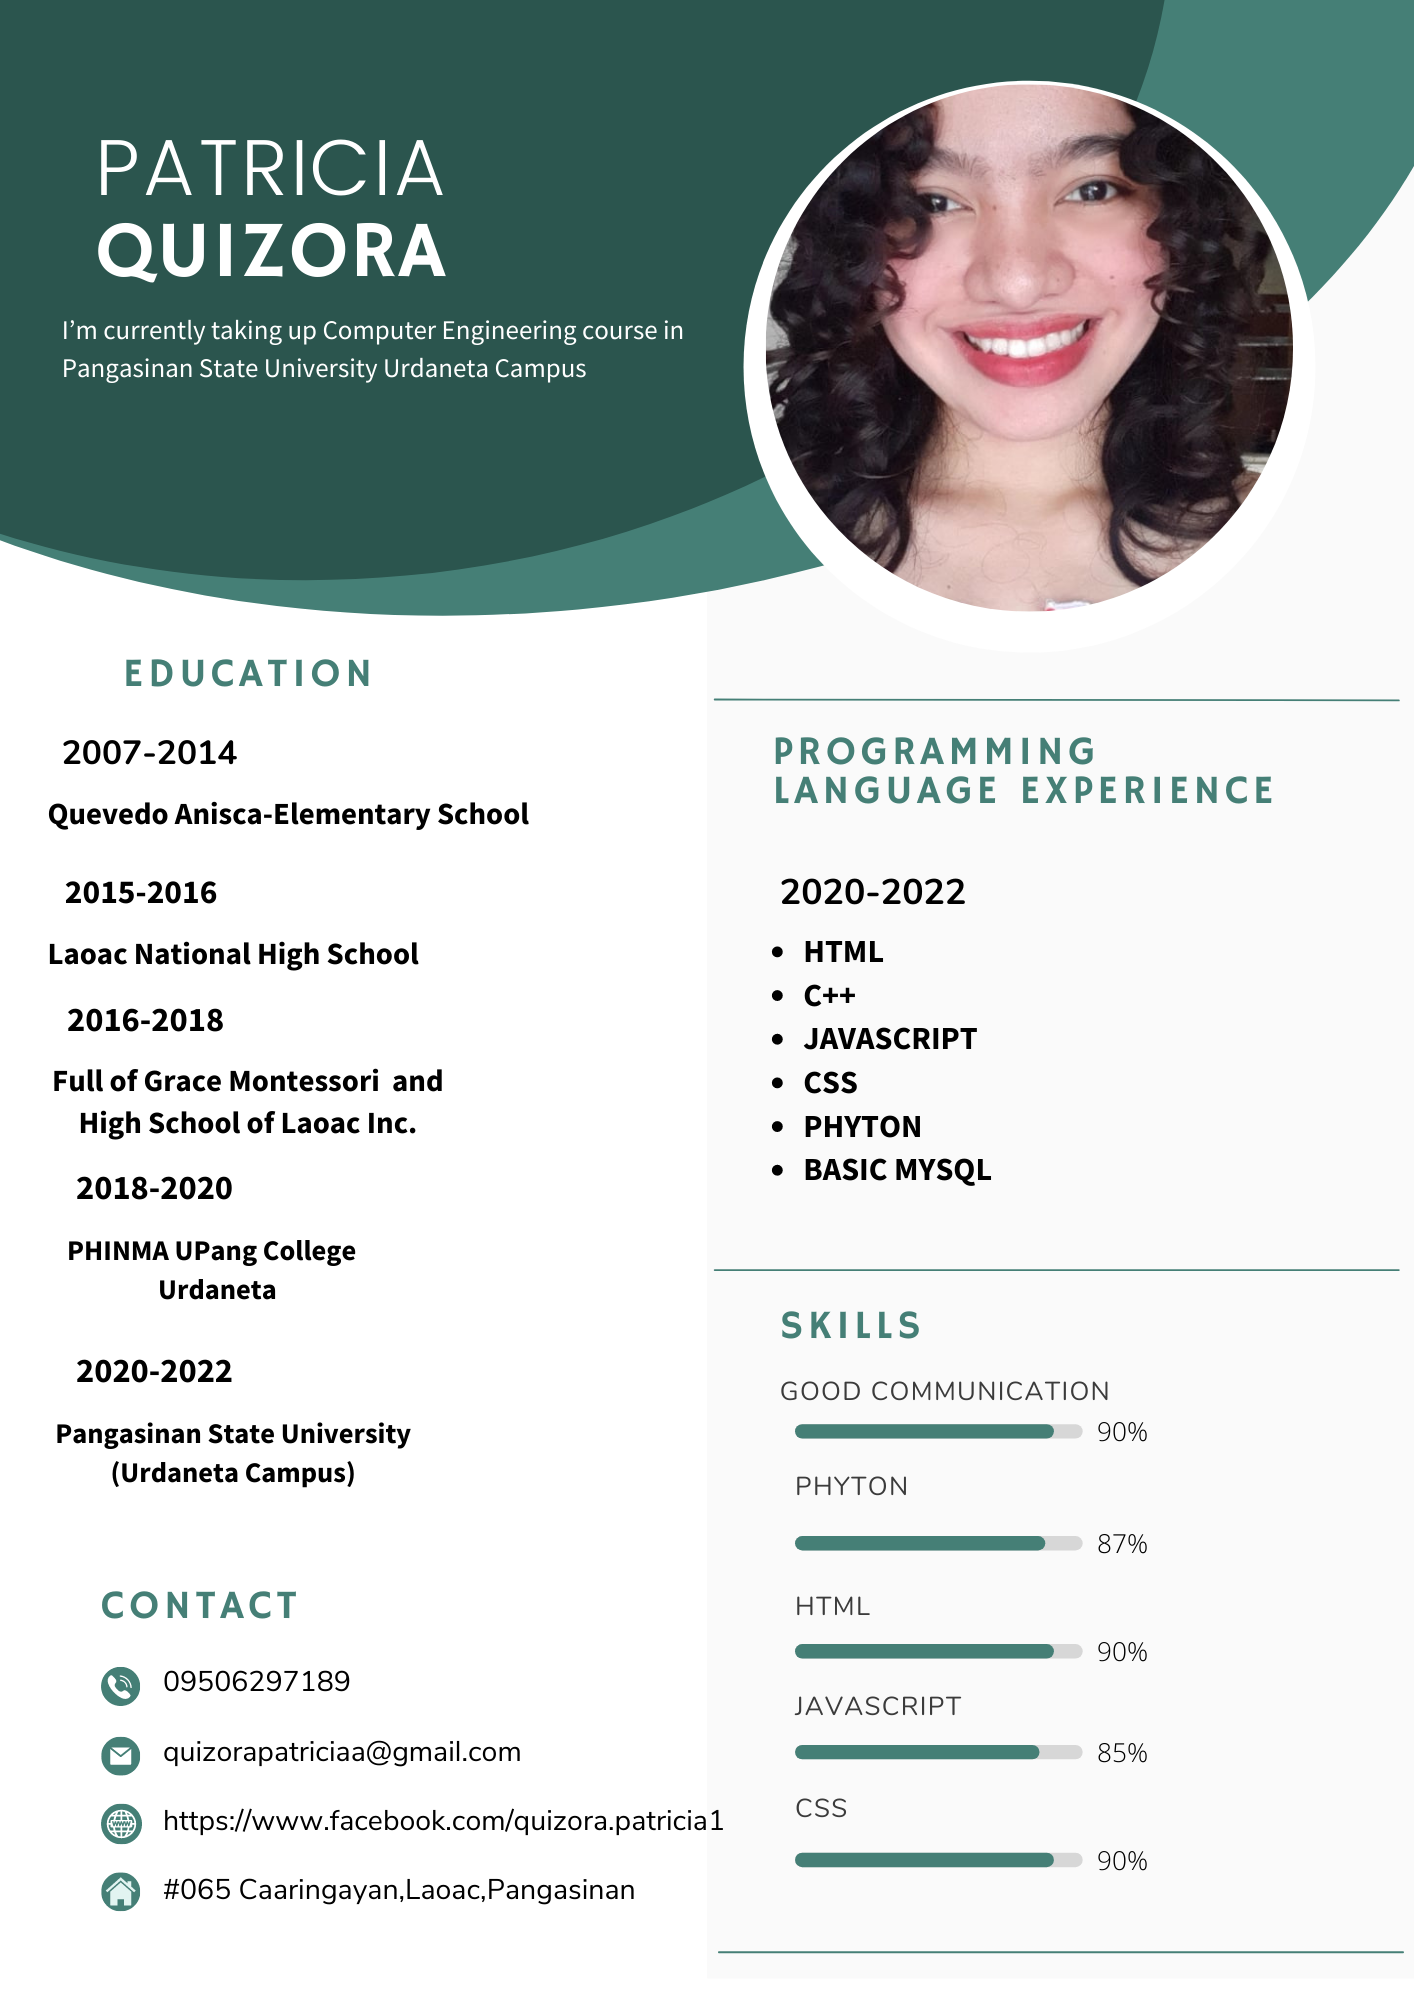 PATRICIA
QUIZORA
I'm currently taking up Computer Engineering course in
Pangasinan State University Urdaneta Campus
EDUCATION
2007-2014
Quevedo Anisca-Elementary School
2015-2016
Laoac National High School
2016-2018
Full of Grace Montessori  and
High School of Laoac Inc.
2018-2020
PHINMA UPang College
Urdaneta
2020-2022
Pangasinan State University
(Urdaneta Campus)
CONTACT
09506297189
quizorapatriciaa@gmail.com
https://www.facebook.com/quizora.patricia1
#065 Caaringayan,Laoac,Pangasinan
PROGRAMMING
LANGUAGE EXPERIENCE
2020-2022
• HTML
• C++
• JAVASCRIPT
• CSS
• PHYTON
• BASIC MYSQL
SKILLS
GOOD COMMUNICATION
90%
PHYTON
87%
HTML
90%
JAVASCRIPT
85%
CSS
90%